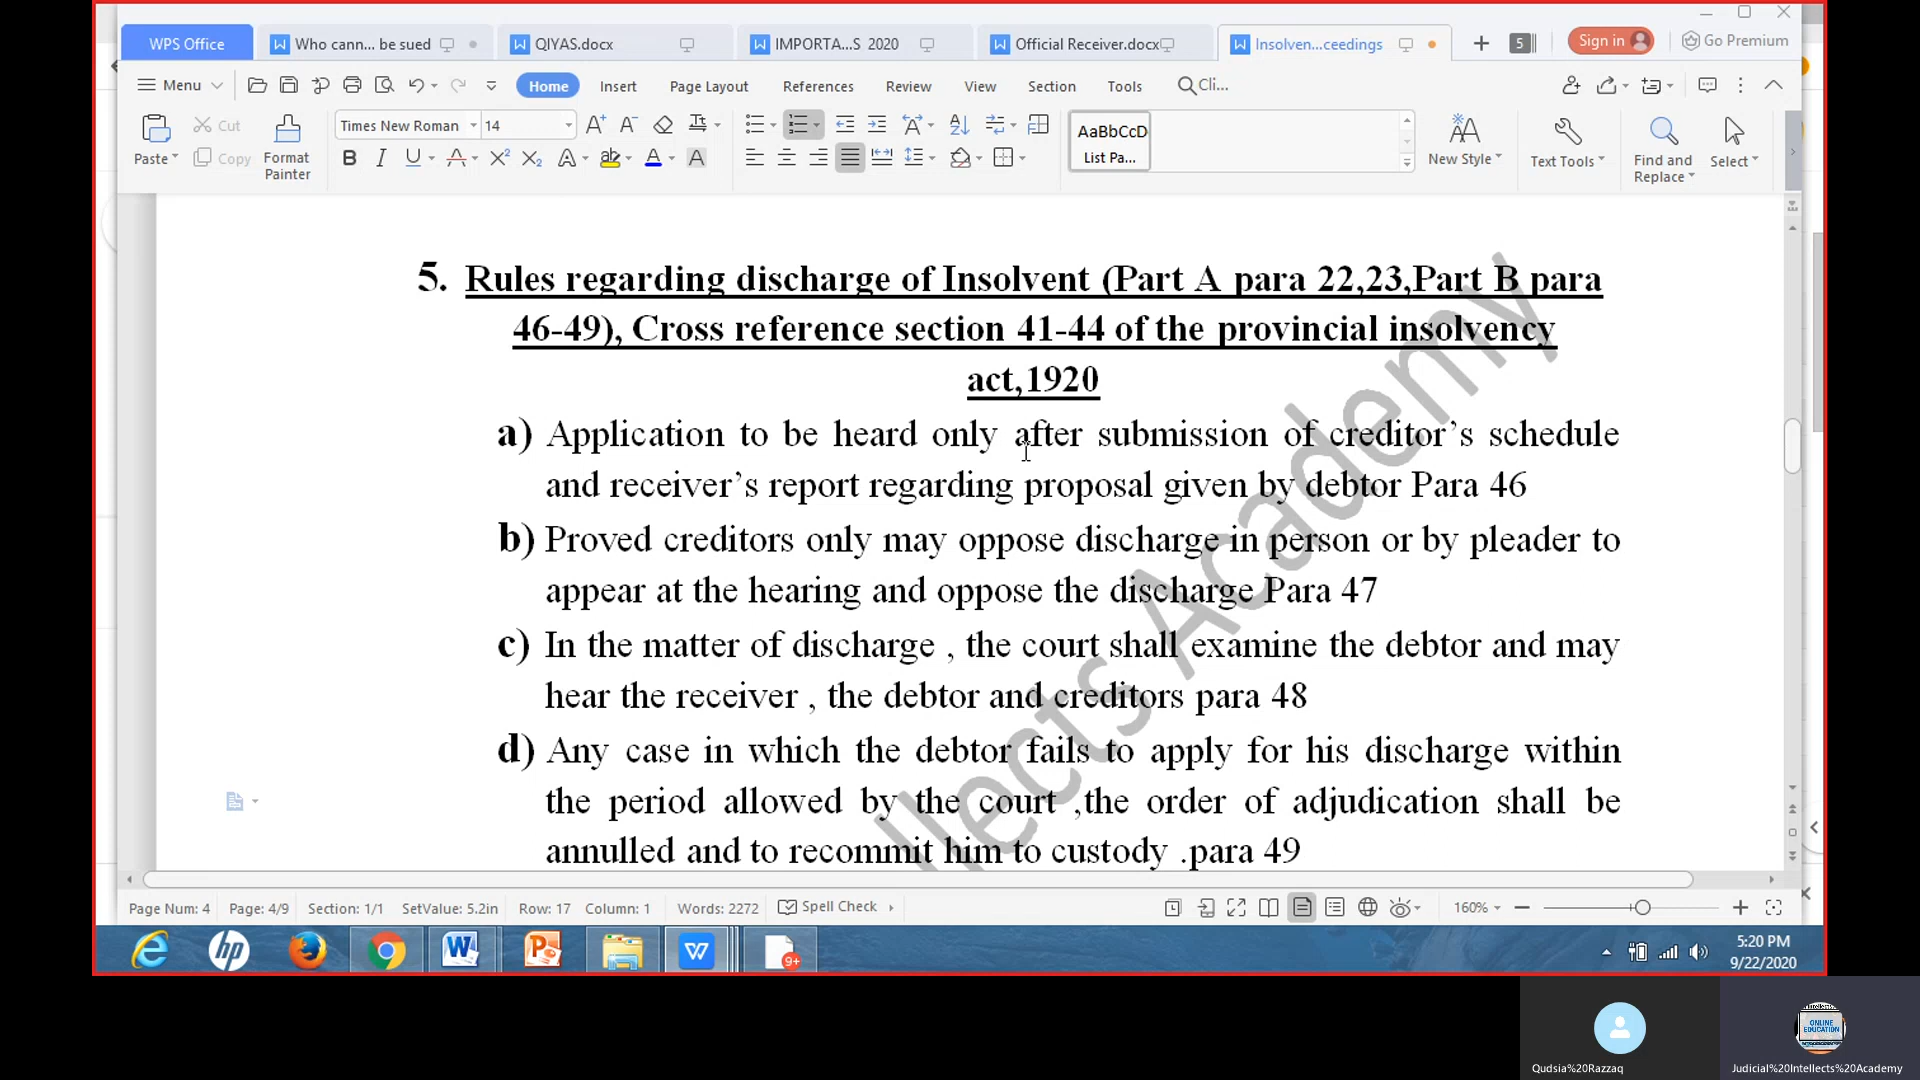 WPS Office
Who cann... be sued
QIYAS.docx
IMPORTA...S 2020
Official Receiver.docx
Insolven...ceedings
5
Sign in
Go Premium
Menu
Home
Insert
Page Layout
References
Review
View
Section
Tools
Cli...
Paste
Cut
Copy
Format
Painter
Times New Roman
14
AaBbCcD
List Pa...
New Style
Text Tools
Find and
Replace
Select
5. Rules regarding discharge of Insolvent (Part A para 22,23,Part B para
46-49), Cross reference section 41-44 of the provincial insolvency
act,1920
a) Application to be heard only after submission of creditor’s schedule
and receiver’s report regarding proposal given by debtor Para 46
b) Proved creditors only may oppose discharge in person or by pleader to
appear at the hearing and oppose the discharge Para 47
c) In the matter of discharge , the court shall examine the debtor and may
hear the receiver , the debtor and creditors para 48
d) Any case in which the debtor fails to apply for his discharge within
the period allowed by the court ,the order of adjudication shall be
annulled and to recommit him to custody .para 49
llects Academy
Page Num: 4
Page: 4/9
Section: 1/1
SetValue: 5.2in
Row: 17
Column: 1
Words: 2272
Spell Check
160%
9+
5:20 PM
9/22/2020
ONLINE
EDUCATION
Qudsia%20Razzaq
Judicial%20Intellects%20Academy